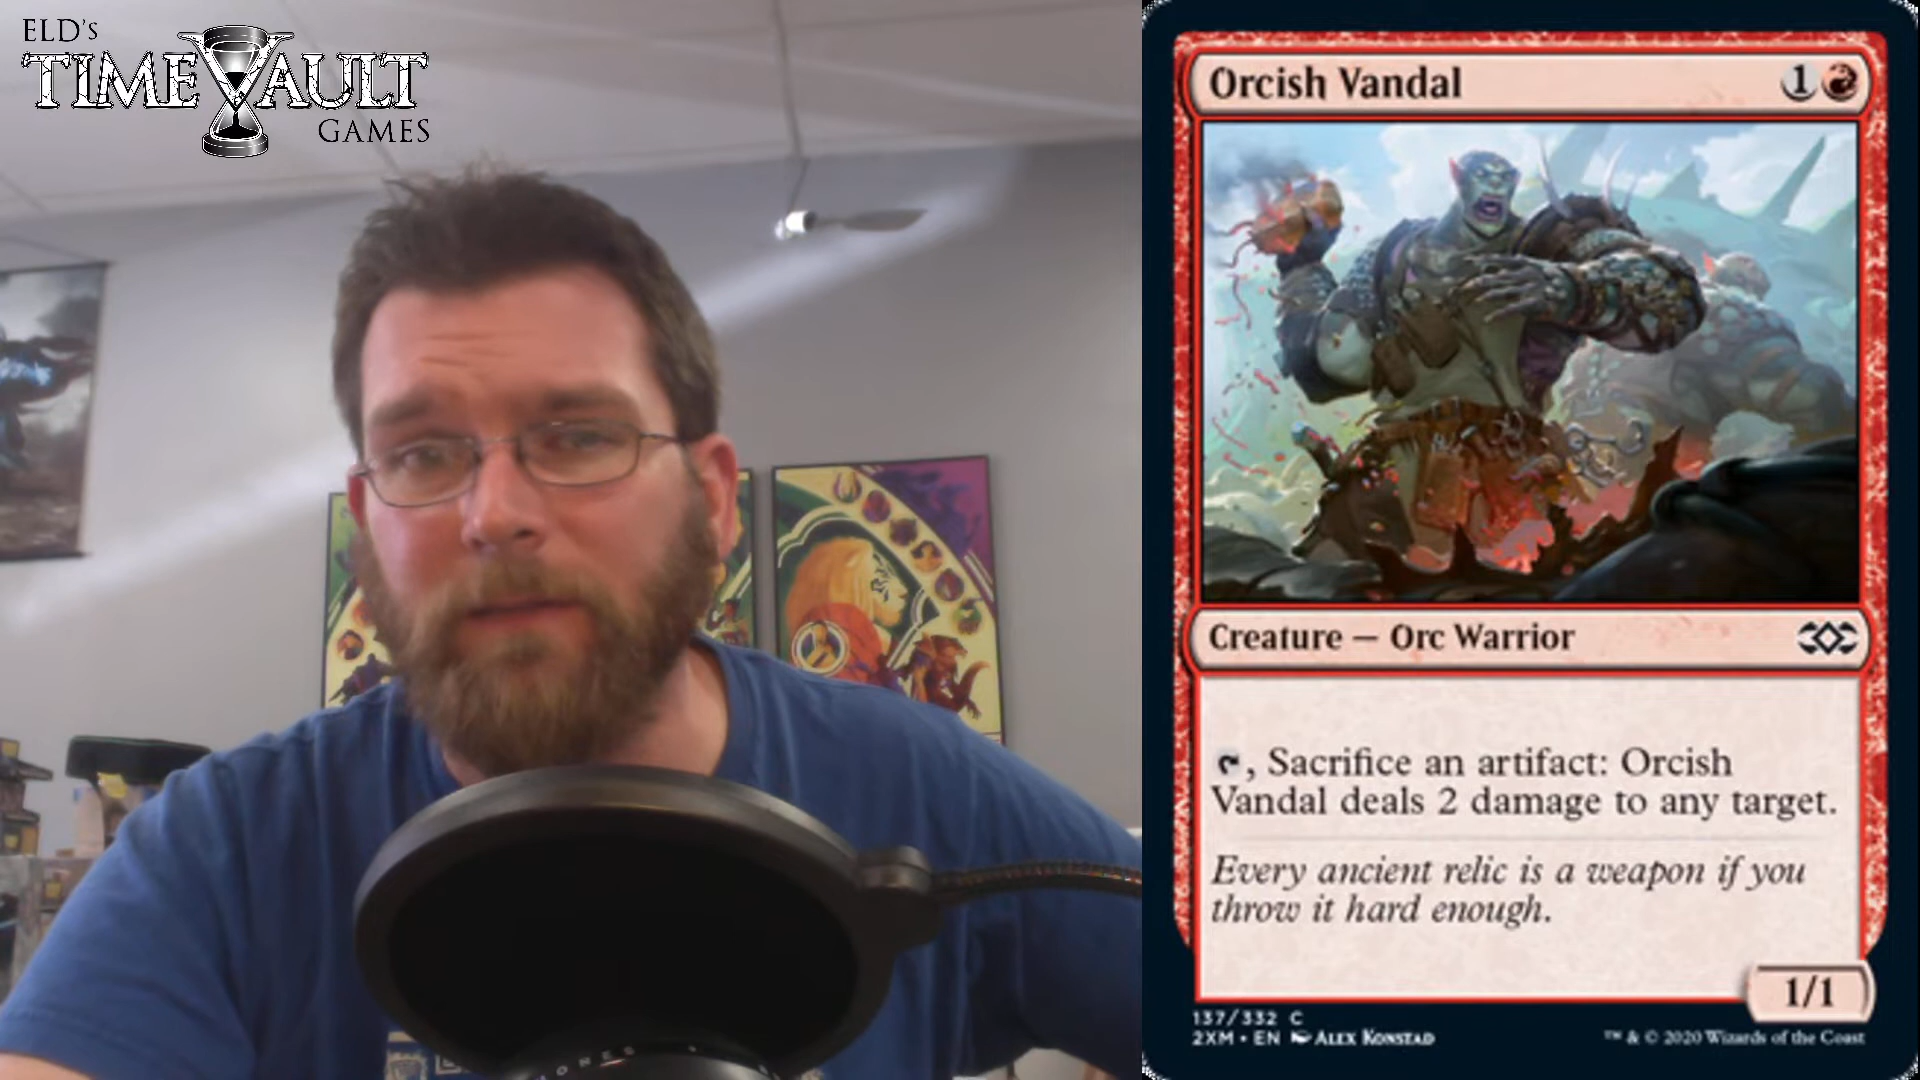 ELD'S
TIMEVAULT
GAMES
Orcish Vandal
1
Creature — Orc Warrior
, Sacrifice an artifact: Orcish
Vandal deals 2 damage to any target.
Every ancient relic is a weapon if you
throw it hard enough.
1/1
137/332 C
2XM • EN ALEX KONSTAD
™ & © 2020 Wizards of the Coast